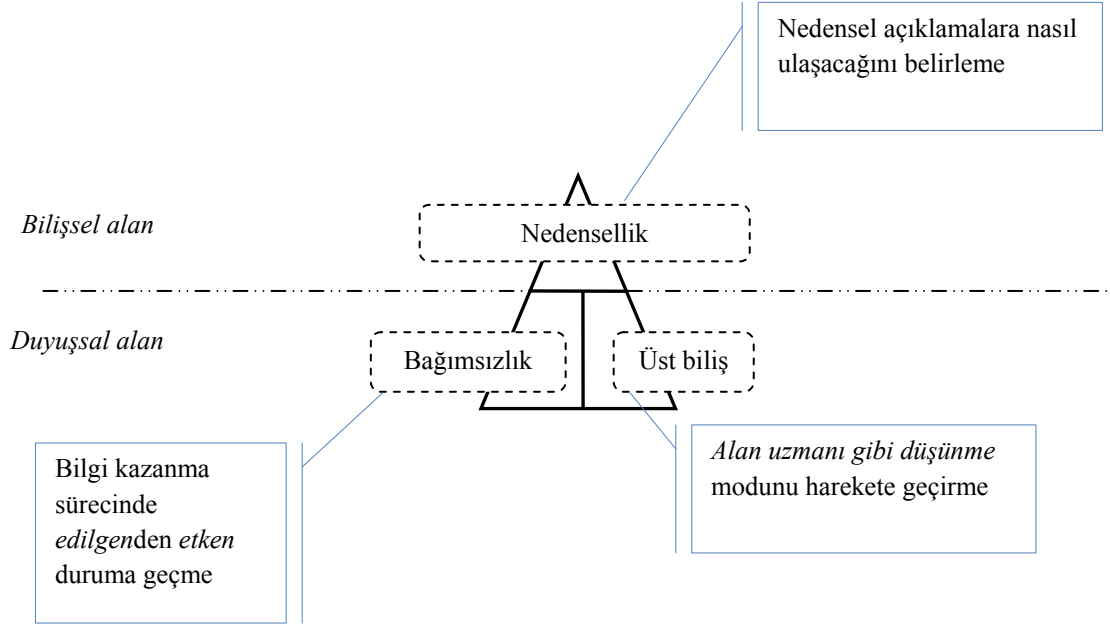 Nedensel açıklamalara nasıl
ulaşacağını belirleme
Bilişsel alan
Nedensellik
Duyuşsal alan
Bağımsızlık
Üst biliş
Bilgi kazanma
sürecinde
edilgenden etken
duruma geçme
Alan uzmanı gibi düşünme
modunu harekete geçirme